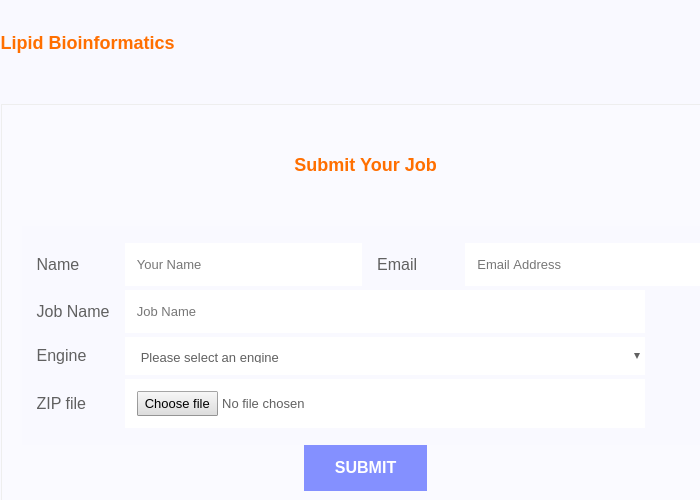 Lipid Bioinformatics
Submit Your Job
Name Your Name Email Email Address
Job Name Job Name
Engine Please select an engine
ZIP file Choose file No file chosen
SUBMIT